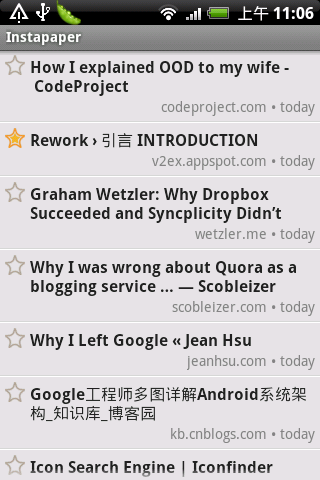 上午 11:06
Instapaper
How I explained OOD to my wife -
CodeProject
codeproject.com • today
Rework › 引言 INTRODUCTION
v2ex.appspot.com • today
Graham Wetzler: Why Dropbox
Succeeded and Syncplicity Didn’t
wetzler.me • today
Why I was wrong about Quora as a
blogging service ... — Scobleizer
scobleizer.com • today
Why I Left Google « Jean Hsu
jeanhsu.com • today
Google工程师多图详解Android系统架
构_知识库_博客园
kb.cnblogs.com • today
Icon Search Engine | Iconfinder